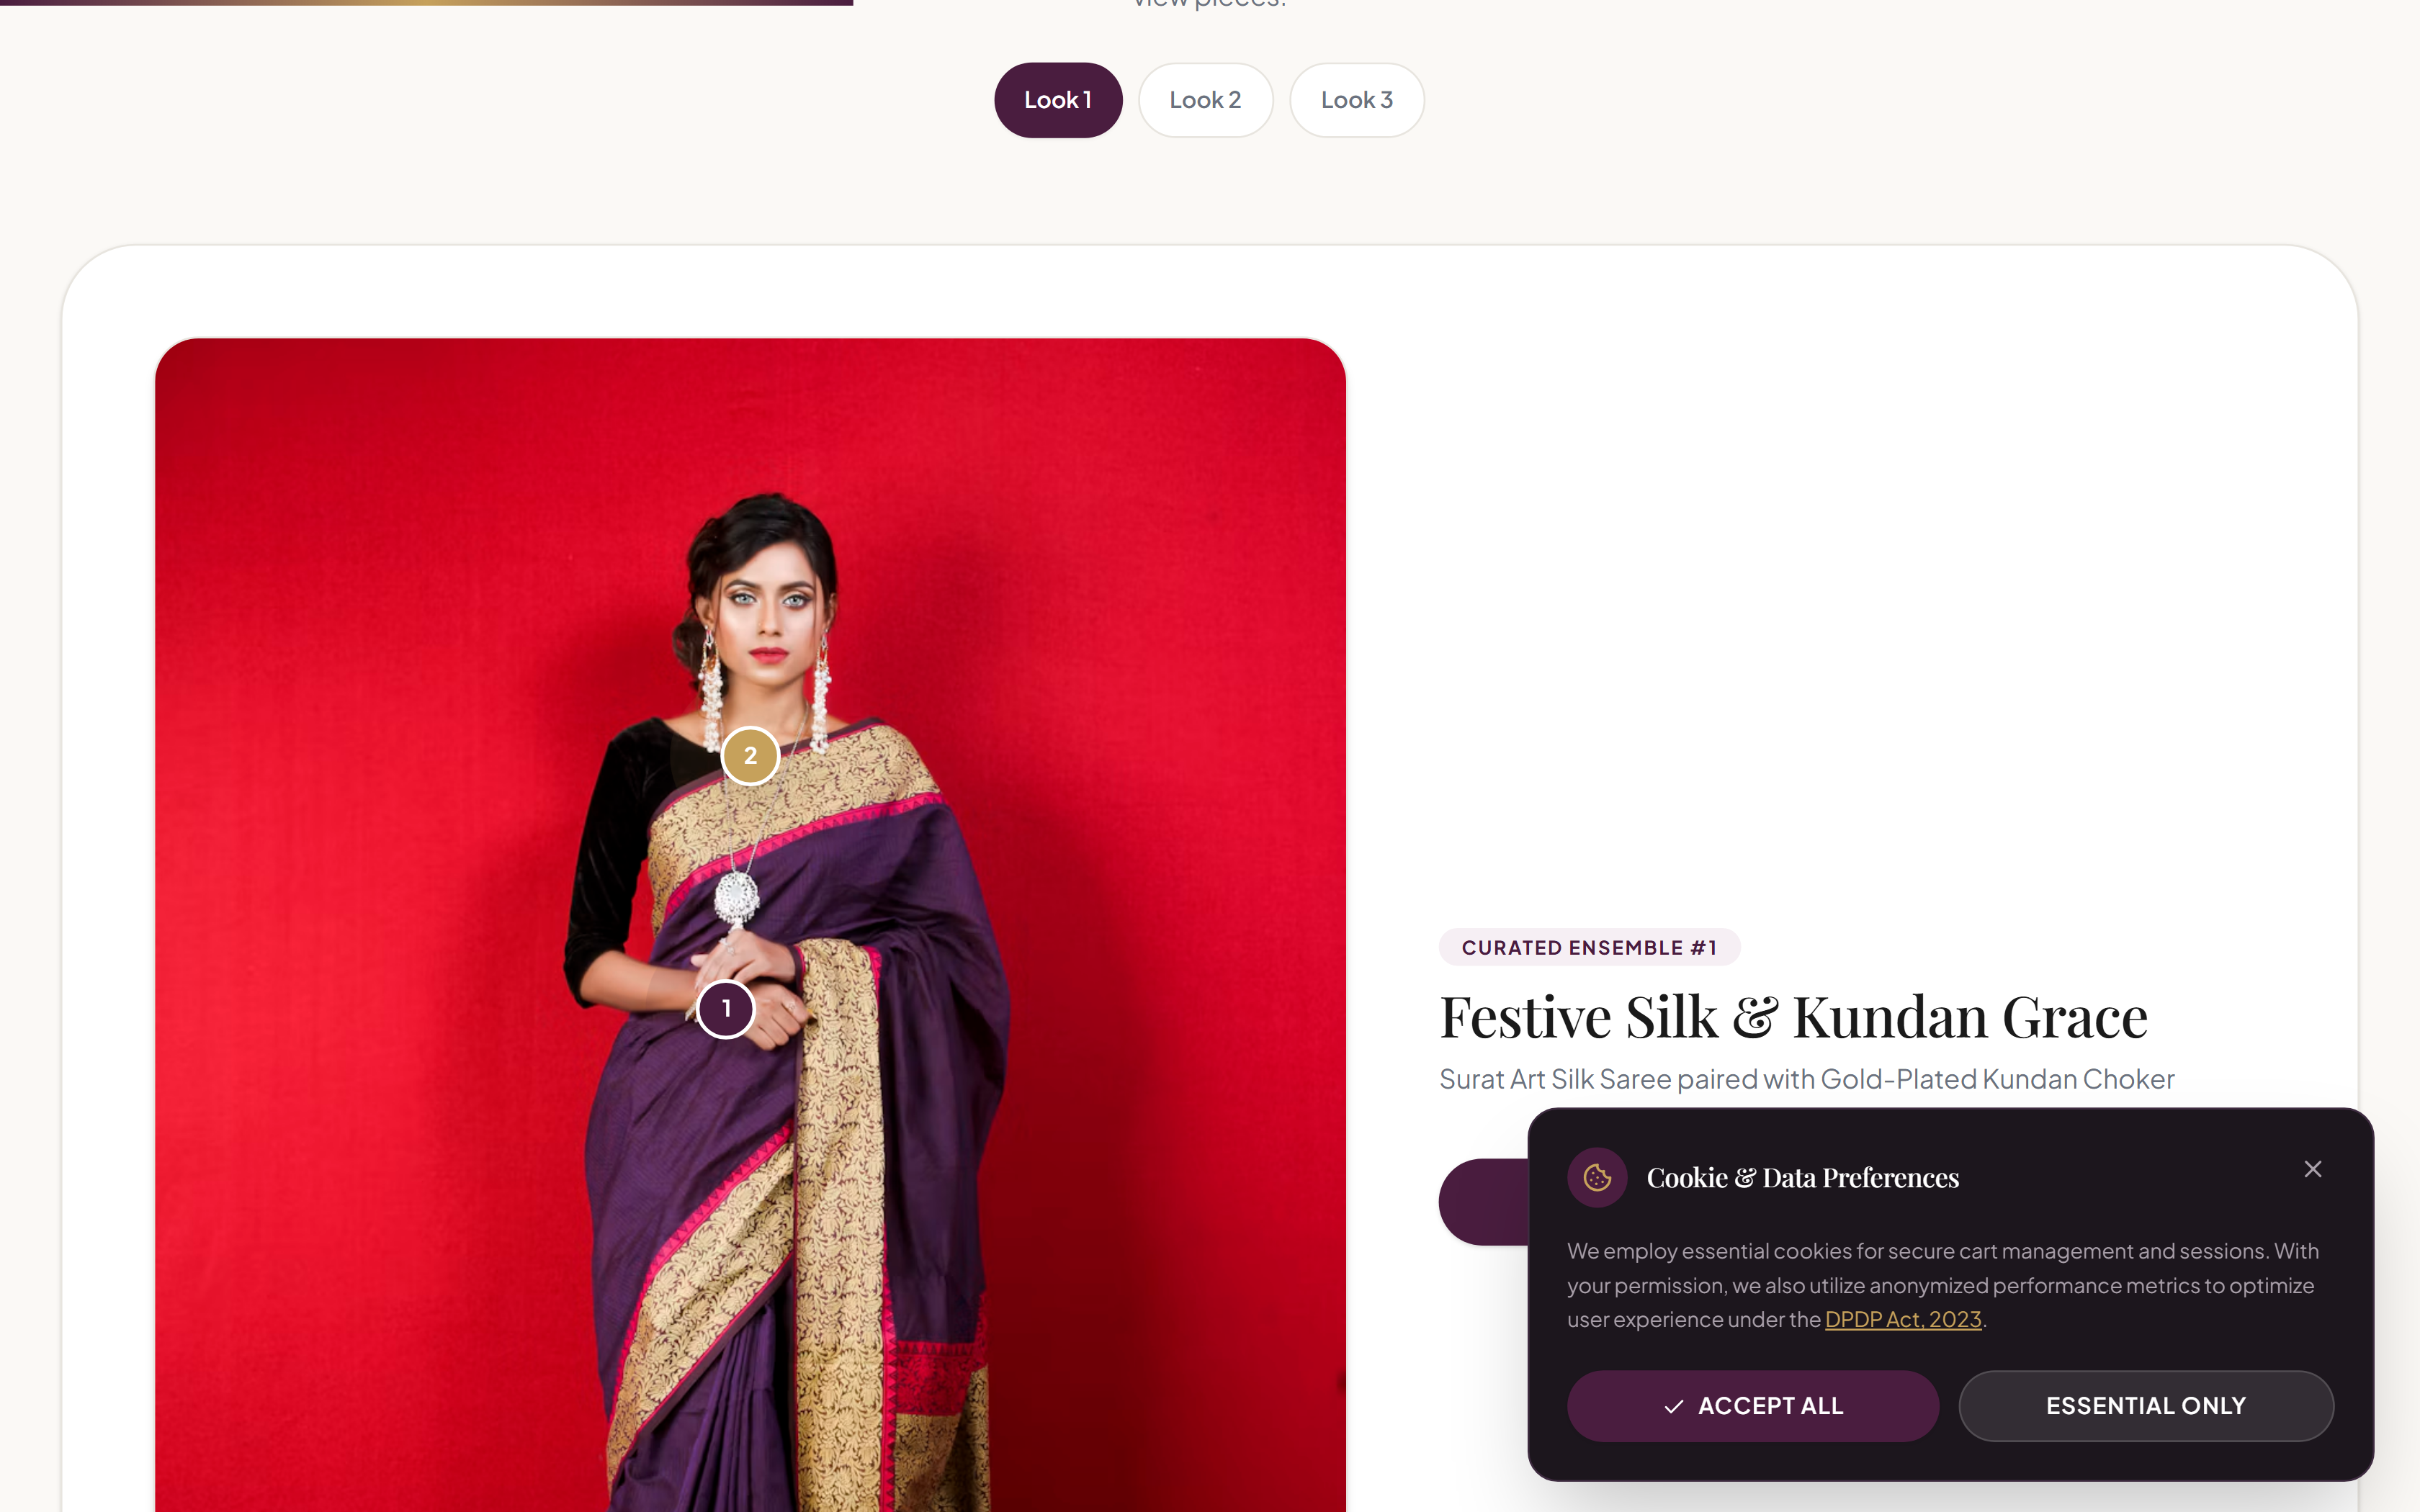 view pieces.
Look 1
Look 2
Look 3
2
1
CURATED ENSEMBLE #1
Festive Silk & Kundan Grace
Surat Art Silk Saree paired with Gold-Plated Kundan Choker
Cookie & Data Preferences
We employ essential cookies for secure cart management and sessions. With
your permission, we also utilize anonymized performance metrics to optimize
user experience under the DPDP Act, 2023.
ACCEPT ALL
ESSENTIAL ONLY